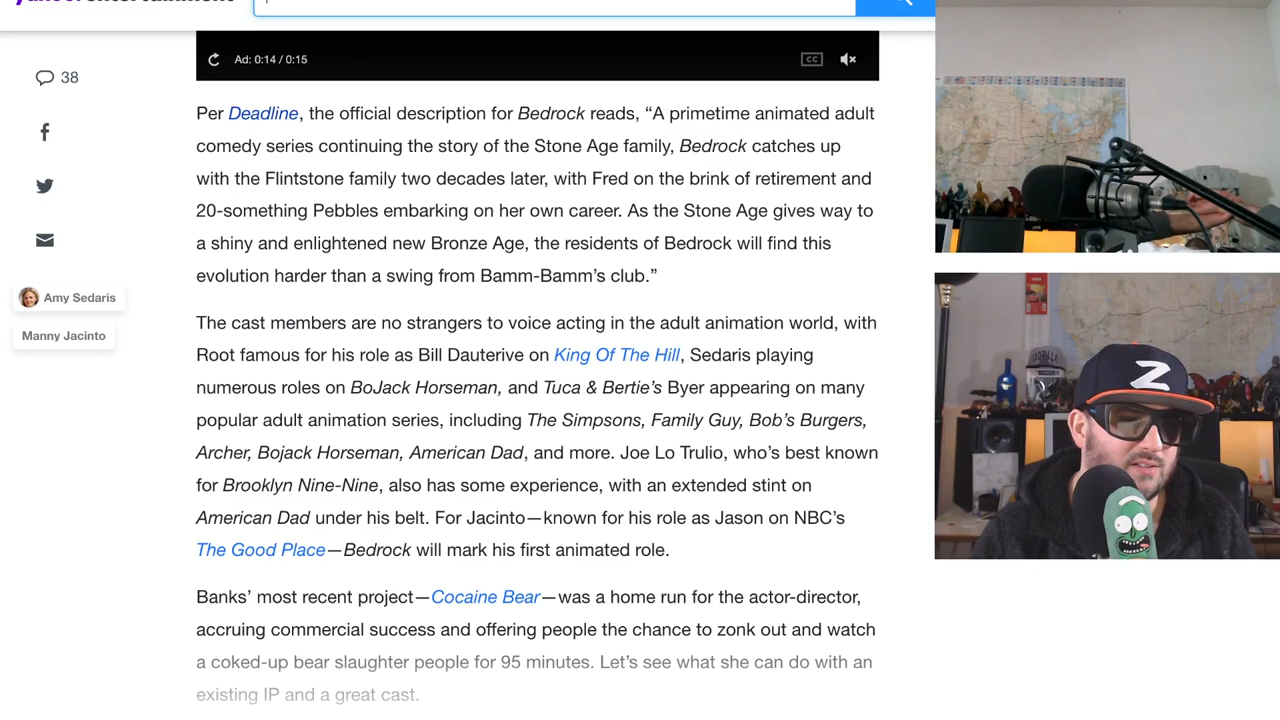 yahoo! entertainment
Ad: 0:14 / 0:15
CC
38
Per Deadline, the official description for Bedrock reads, “A primetime animated adult
comedy series continuing the story of the Stone Age family, Bedrock catches up
with the Flintstone family two decades later, with Fred on the brink of retirement and
20-something Pebbles embarking on her own career. As the Stone Age gives way to
a shiny and enlightened new Bronze Age, the residents of Bedrock will find this
evolution harder than a swing from Bamm-Bamm’s club.”
Amy Sedaris
Manny Jacinto
The cast members are no strangers to voice acting in the adult animation world, with
Root famous for his role as Bill Dauterive on King Of The Hill, Sedaris playing
numerous roles on BoJack Horseman, and Tuca & Bertie’s Byer appearing on many
popular adult animation series, including The Simpsons, Family Guy, Bob’s Burgers,
Archer, Bojack Horseman, American Dad, and more. Joe Lo Trulio, who’s best known
for Brooklyn Nine-Nine, also has some experience, with an extended stint on
American Dad under his belt. For Jacinto—known for his role as Jason on NBC’s
The Good Place—Bedrock will mark his first animated role.
Banks’ most recent project—Cocaine Bear—was a home run for the actor-director,
accruing commercial success and offering people the chance to zonk out and watch
a coked-up bear slaughter people for 95 minutes. Let’s see what she can do with an
existing IP and a great cast.
Z